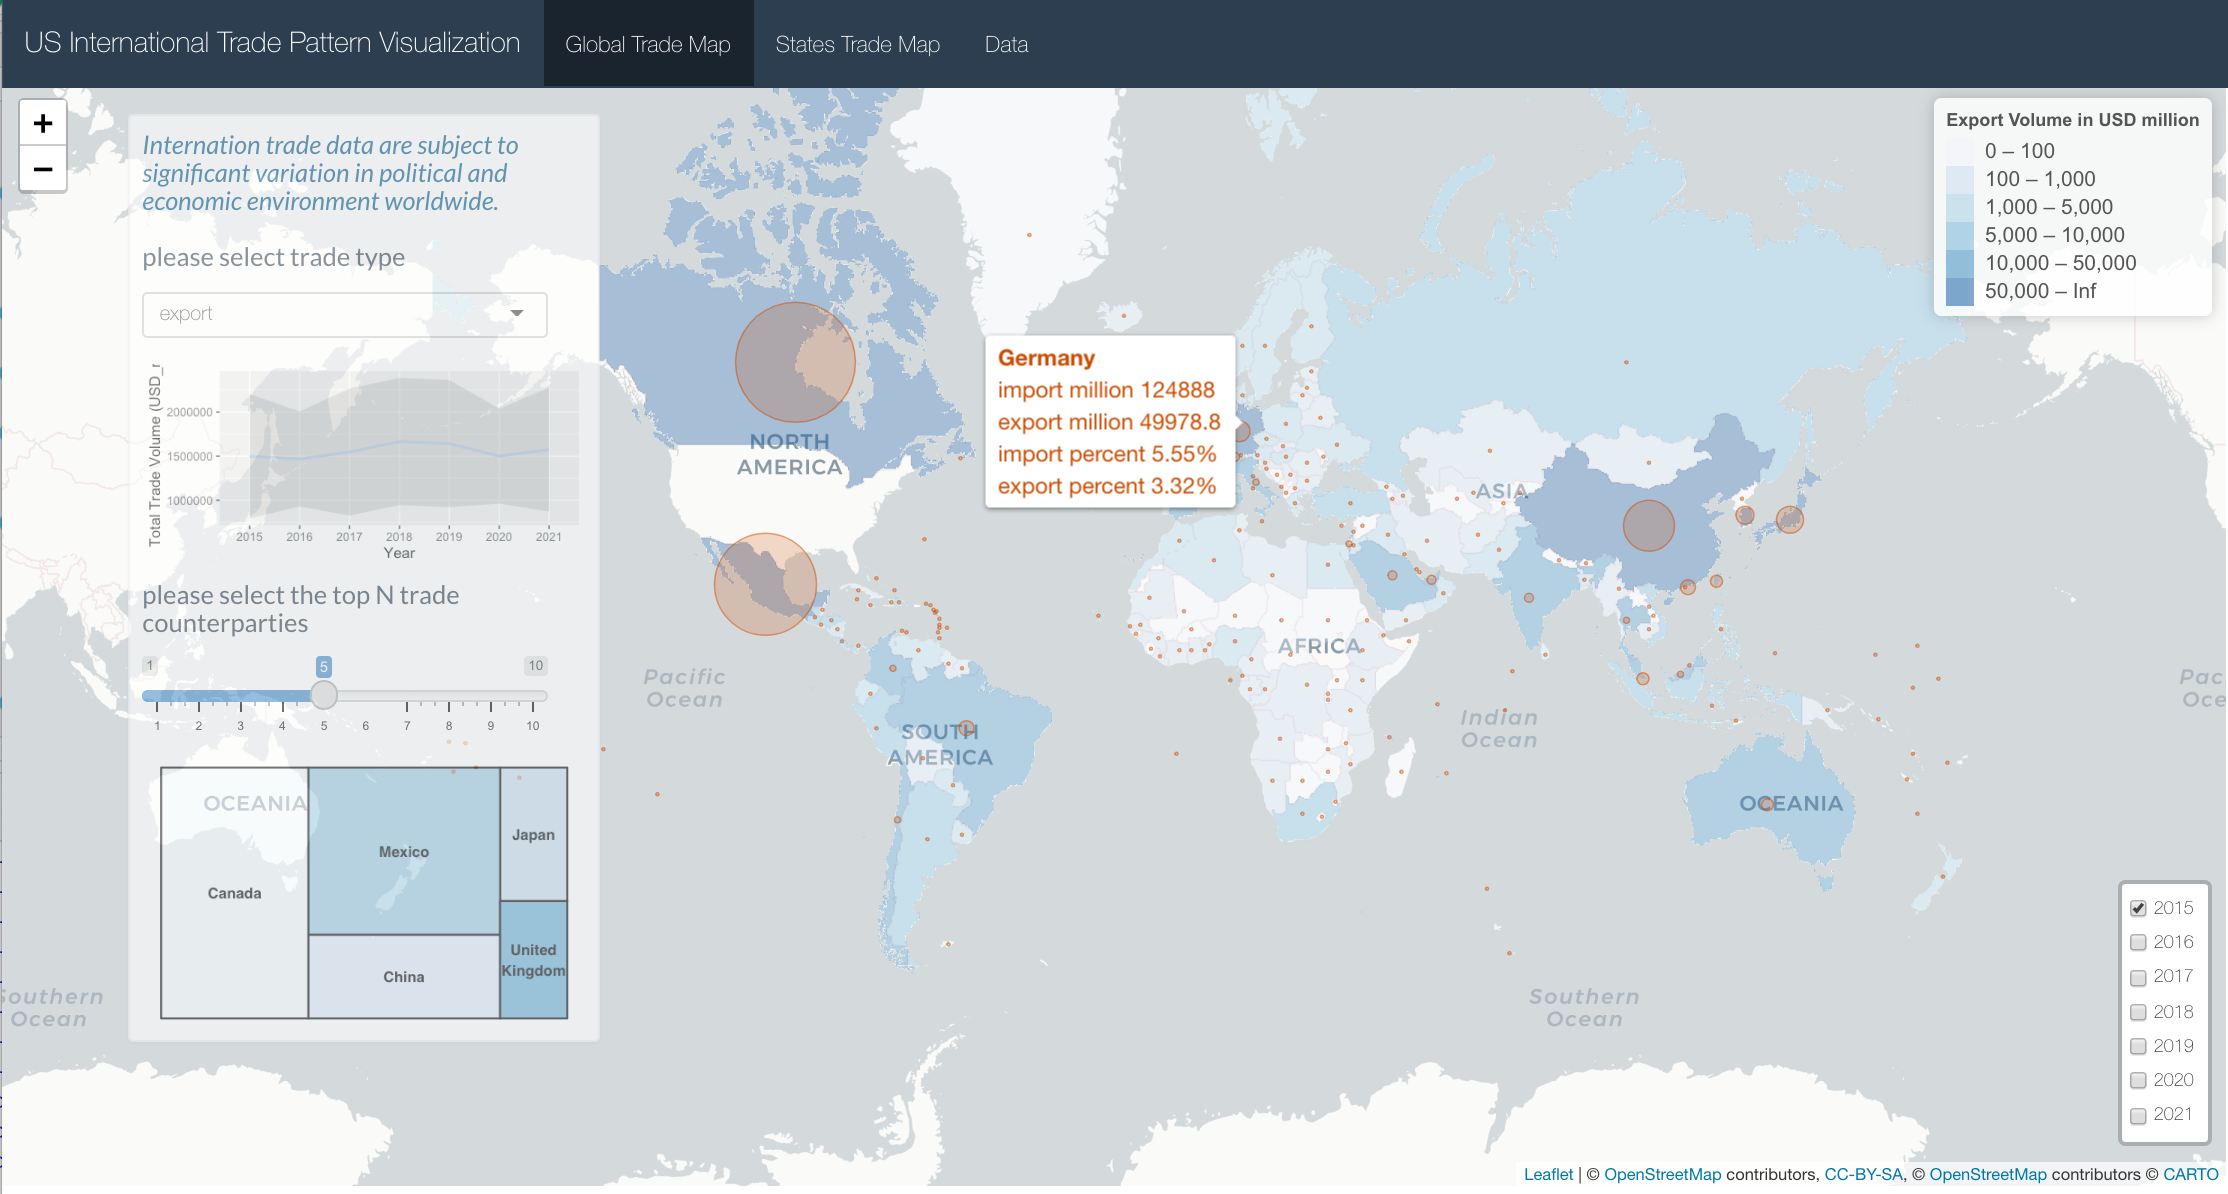 US International Trade Pattern Visualization
Global Trade Map
States Trade Map
Data
+
−
Internation trade data are subject to
significant variation in political and
economic environment worldwide.
please select trade type
export
Total Trade Volume (USD_
2000000
1500000
1000000
2015 2016 2017 2018 2019 2020 2021
Year
please select the top N trade
counterparties
1 5 10
1 2 3 4 5 6 7 8 9 10
OCEANIA
Canada
Mexico
China
Japan
United
Kingdom
Southern
Ocean
NORTH
AMERICA
Germany
import million 124888
export million 49978.8
import percent 5.55%
export percent 3.32%
ASIA
AFRICA
Pacific
Ocean
SOUTH
AMERICA
Indian
Ocean
OCEANIA
Pac
Oce
Southern
Ocean
Export Volume in USD million
0 – 100
100 – 1,000
1,000 – 5,000
5,000 – 10,000
10,000 – 50,000
50,000 – Inf
2015
2016
2017
2018
2019
2020
2021
Leaflet | © OpenStreetMap contributors, CC-BY-SA, © OpenStreetMap contributors © CARTO